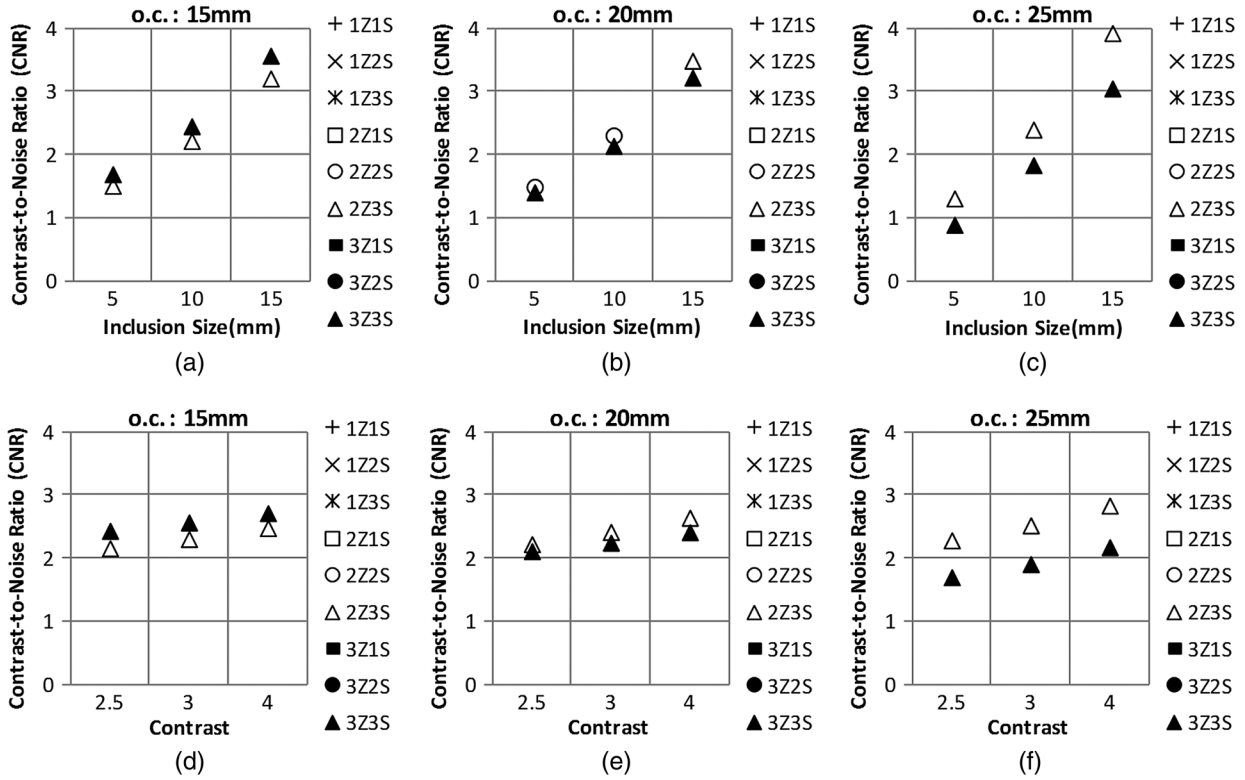 o.c. : 15mm
Contrast-to-Noise Ratio (CNR)
4
3
2
1
0
5 10 15
Inclusion Size(mm)
1Z1S
1Z2S
1Z3S
2Z1S
2Z2S
2Z3S
3Z1S
3Z2S
3Z3S
(a)
o.c. : 20mm
Contrast-to-Noise Ratio (CNR)
4
3
2
1
0
5 10 15
Inclusion Size(mm)
1Z1S
1Z2S
1Z3S
2Z1S
2Z2S
2Z3S
3Z1S
3Z2S
3Z3S
(b)
o.c. : 25mm
Contrast-to-Noise Ratio (CNR)
4
3
2
1
0
5 10 15
Inclusion Size(mm)
1Z1S
1Z2S
1Z3S
2Z1S
2Z2S
2Z3S
3Z1S
3Z2S
3Z3S
(c)
o.c. : 15mm
Contrast-to-Noise Ratio (CNR)
4
3
2
1
0
2.5 3 4
Contrast
1Z1S
1Z2S
1Z3S
2Z1S
2Z2S
2Z3S
3Z1S
3Z2S
3Z3S
(d)
o.c. : 20mm
Contrast-to-Noise Ratio (CNR)
4
3
2
1
0
2.5 3 4
Contrast
1Z1S
1Z2S
1Z3S
2Z1S
2Z2S
2Z3S
3Z1S
3Z2S
3Z3S
(e)
o.c. : 25mm
Contrast-to-Noise Ratio (CNR)
4
3
2
1
0
2.5 3 4
Contrast
1Z1S
1Z2S
1Z3S
2Z1S
2Z2S
2Z3S
3Z1S
3Z2S
3Z3S
(f)